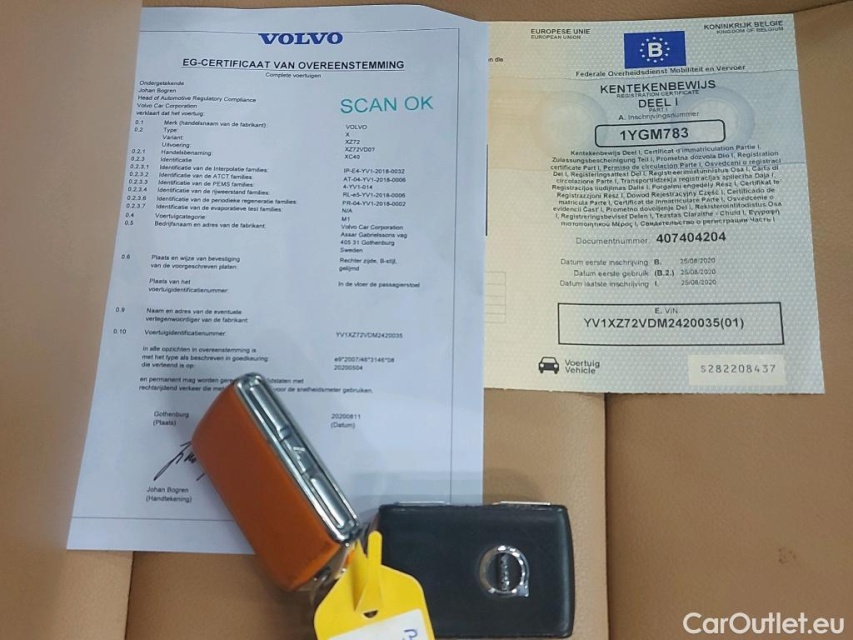 VOLVO
EG-CERTIFICAAT VAN OVEREENSTEMMING
Complete voertuigen
Ondergetekende
Johan Bogren
Head of Automotive Regulatory Compliance
Volvo Car Corporation
verklaart dat het voertuig:
SCAN OK
0.1 Merk (handelsnaam van de fabrikant): VOLVO
0.2 Type: X
Variant: XZ72
Uitvoering: XZ72VD07
0.2.1 Handelsbenaming: XC40
0.2.3 Identificatie
0.2.3.1 Identificatie van de Interpolatie families: IP-E4-YV1-2018-0032
0.2.3.2 Identificatie van de ATCT families: AT-04-YV1-2018-0006
0.2.3.3 Identificatie van de PEMS families: 4-YV1-014
0.2.3.4 Identificatie van de rijweerstand families: RL-e5-YV1-2018-0006
0.2.3.6 Identificatie van de periodieke regeneratie families: PR-04-YV1-2018-0002
0.2.3.7 Identificatie van de evaporatieve test families: N/A
0.4 Voertuigcategorie: M1
0.5 Bedrijfsnaam en adres van de fabrikant: Volvo Car Corporation
Assar Gabrielssons vag
405 31 Gothenburg
Sweden
0.6 Plaats en wijze van bevestiging van de voorgeschreven platen Rechter zijde, B-stijl, gelijmd
Plaats van het voertuigidentificatienummer: In de vloer de passagierstoel
0.9 Naam en adres van de eventuele vertegenwoordiger van de fabrikant:
0.10 Voertuigidentificatienummer: YV1XZ72VDM2420035
in alle opzichten in overeenstemming is
met het type als beschreven in goedkeuring e9*2007/46*3146*08
die verleend is op 20200504
en permanent mag worden
rechtsrijdend verkeer die voor de snelheidsmeter gebruiken.
Gothenburg 20200811
(Plaats) (Datum)
Johan Bogren
(Handtekening)
EUROPESE UNIE
EUROPEAN UNION
KONINKRIJK BELGIE
KINGDOM OF BELGIUM
B
Federale Overheidsdienst Mobiliteit en Vervoer
KENTEKENBEWIJS
REGISTRATION CERTIFICATE
DEEL I
PART I
A. Inschrijvingsnummer
1YGM783
Documentnummer: 407404204
Datum eerste inschrijving B. 25/08/2020
Datum eerste gebruik (B.2.) 25/08/2020
Datum laatste inschrijving I. 25/08/2020
E. VIN
YV1XZ72VDM2420035(01)
Voertuig
Vehicle
S282208437
VOLVO
CarOutlet.eu